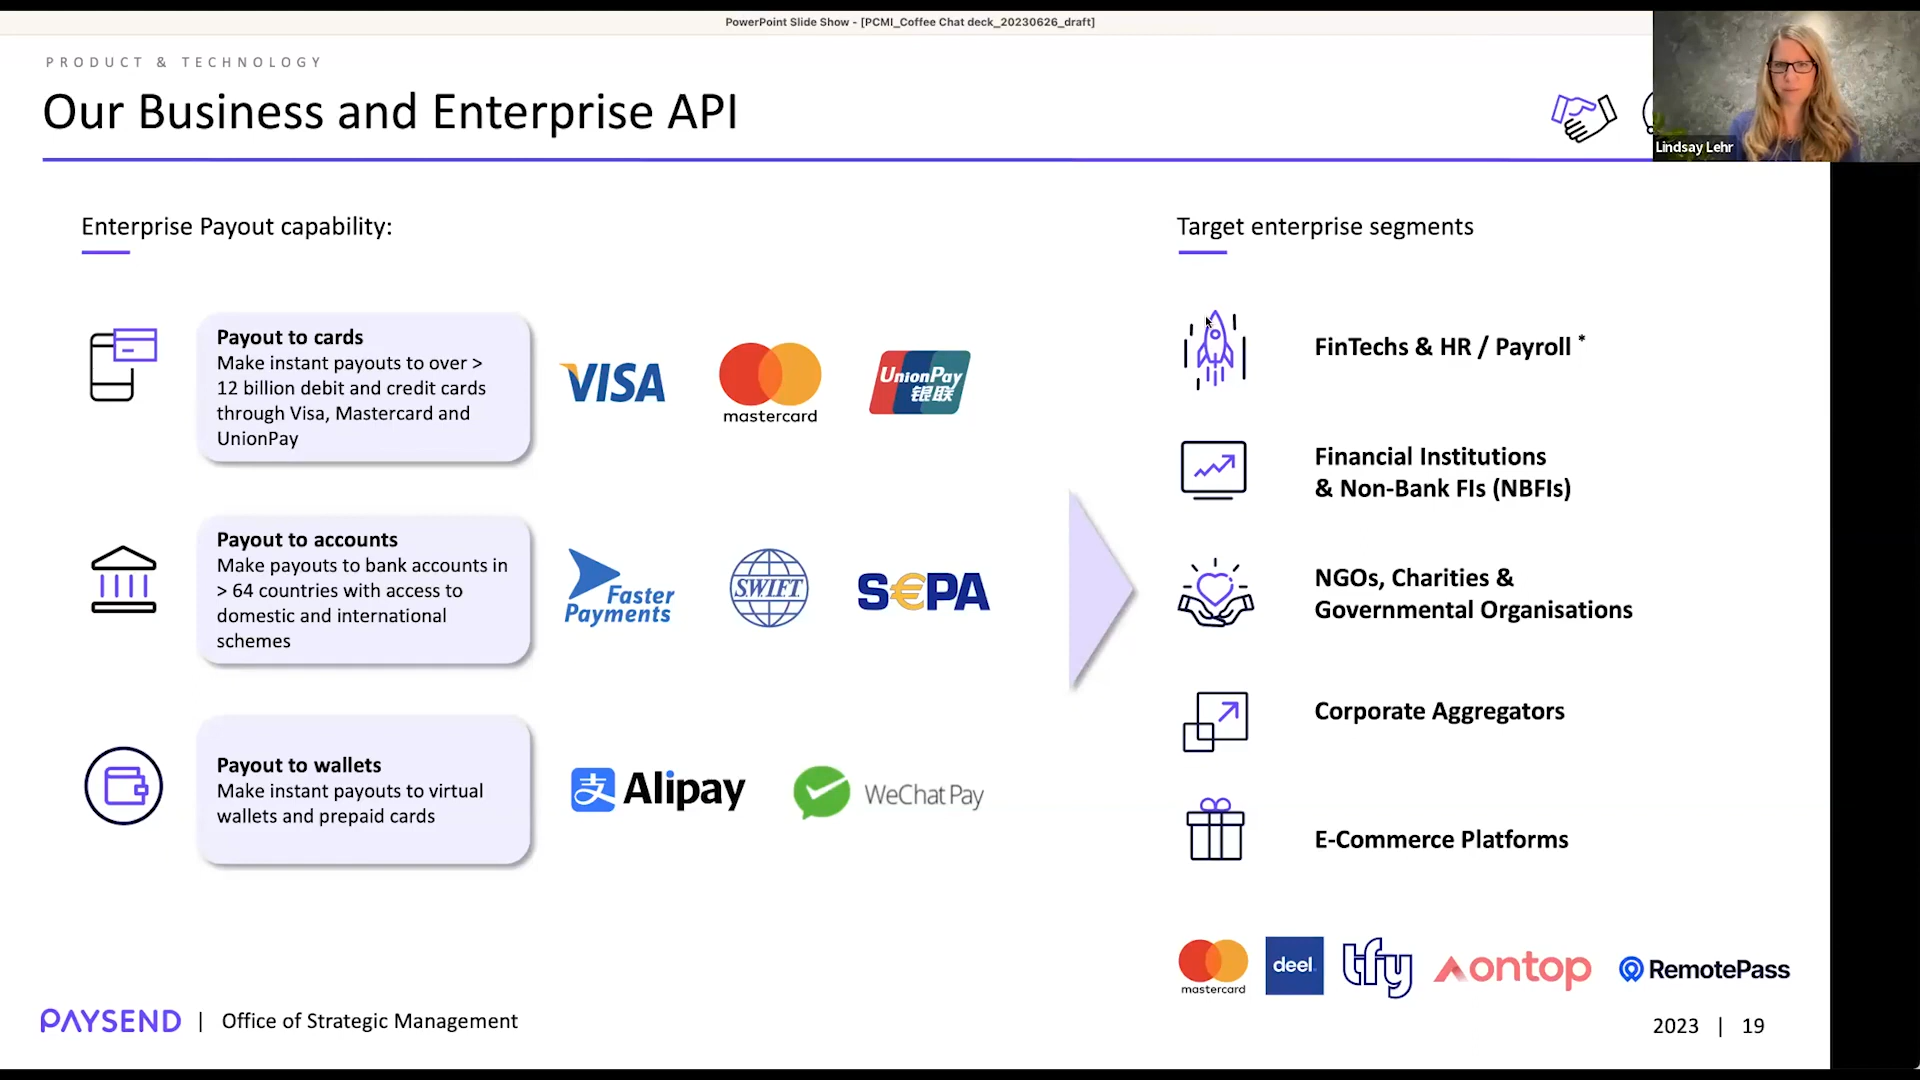 PowerPoint Slide Show - [PCMI_Coffee Chat deck_20230626_draft]
PRODUCT & TECHNOLOGY
Our Business and Enterprise API
Lindsay Lehr
Enterprise Payout capability:
Payout to cards
Make instant payouts to over >
12 billion debit and credit cards
through Visa, Mastercard and
UnionPay
VISA
mastercard
UnionPay
银联
Payout to accounts
Make payouts to bank accounts in
> 64 countries with access to
domestic and international
schemes
Faster
Payments
SWIFT
S€PA
Payout to wallets
Make instant payouts to virtual
wallets and prepaid cards
支 Alipay
WeChat Pay
Target enterprise segments
FinTechs & HR / Payroll *
Financial Institutions
& Non-Bank FIs (NBFIs)
NGOs, Charities &
Governmental Organisations
Corporate Aggregators
E-Commerce Platforms
mastercard
deel.
tfy
ontop
RemotePass
PAYSEND | Office of Strategic Management
2023 | 19